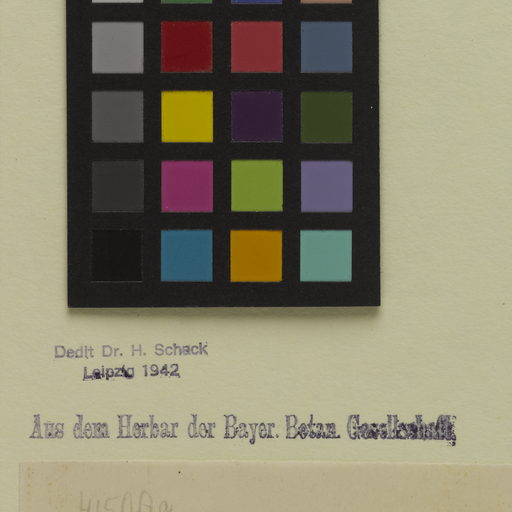 Dedit Dr. H. Schack
Leipzig 1942
Aus dem Herbar der Bayer. Botan. Gesellschaft